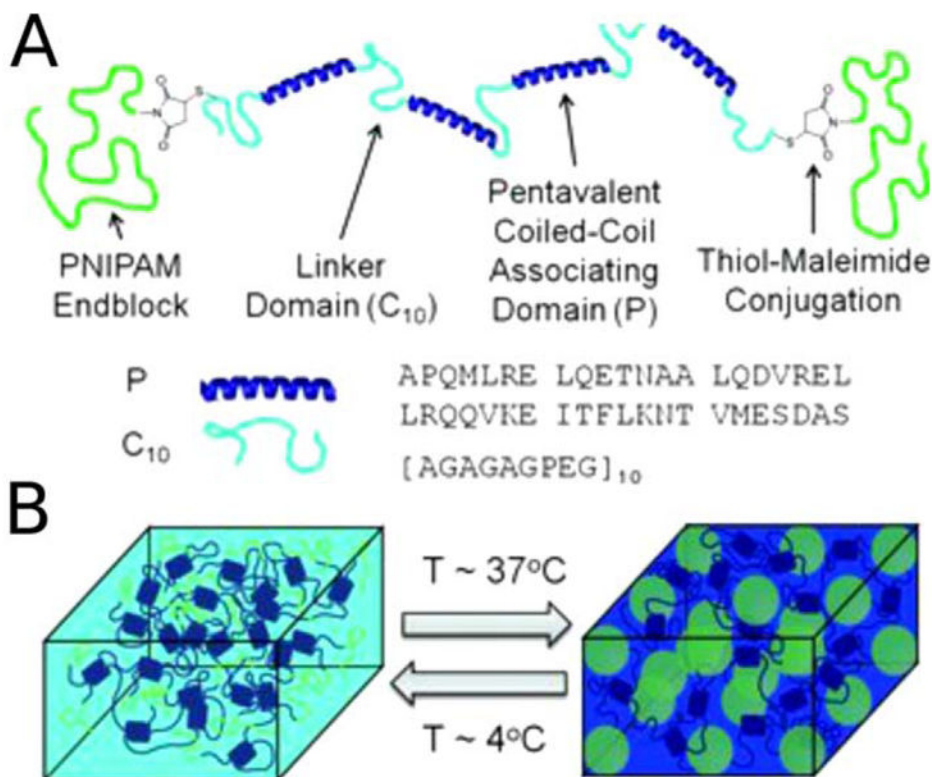 A
O
N
O
S
S
O
N
O
PNIPAM
Endblock
Linker
Domain (C10)
Pentavalent
Coiled-Coil
Associating
Domain (P)
Thiol-Maleimide
Conjugation
P
APQMLRE LQETNAA LQDVREL
LRQQVKE ITFLKNT VMESDAS
C10
[AGAGAGPEG]10
B
T ~ 37°C
T ~ 4°C